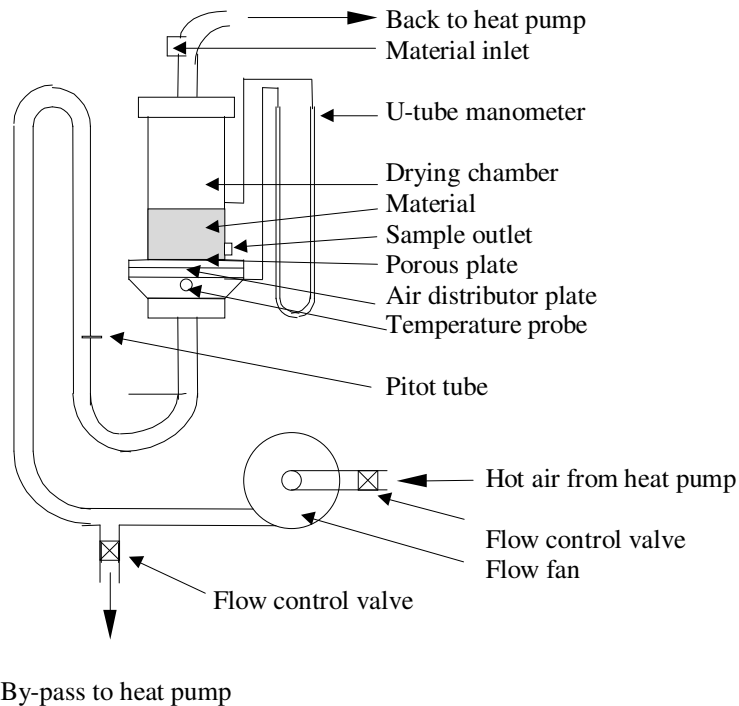 Back to heat pump
Material inlet
U-tube manometer
Drying chamber
Material
Sample outlet
Porous plate
Air distributor plate
Temperature probe
Pitot tube
Hot air from heat pump
Flow control valve
Flow fan
Flow control valve
By-pass to heat pump